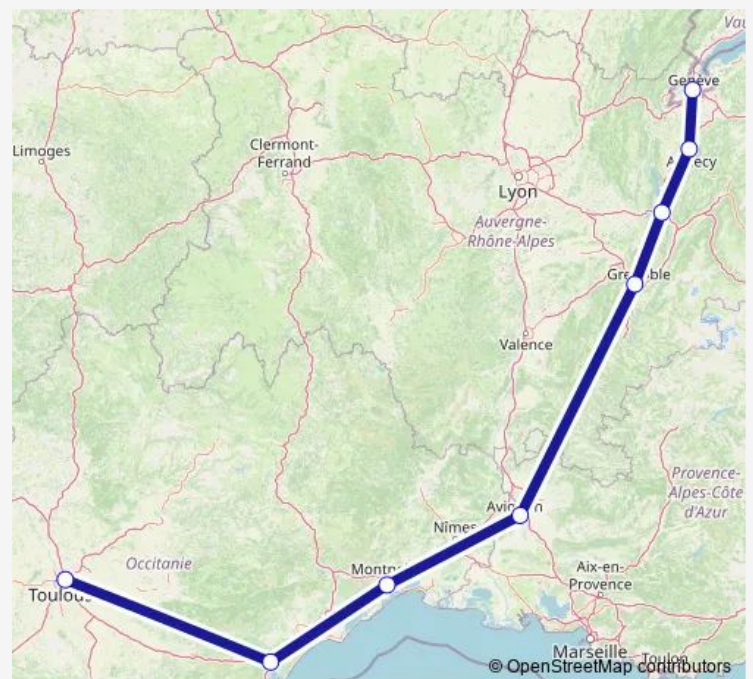 Vau
Genève
Limoges
Clermont-
Ferrand
Lyon
Auvergne-
Rhône-Alpes
Valence
Provence-
Alpes-Côte
d'Azur
Nîmes
Occitanie
Aix-en-
Provence
Marseille
Toulon
© OpenStreetMap contributors